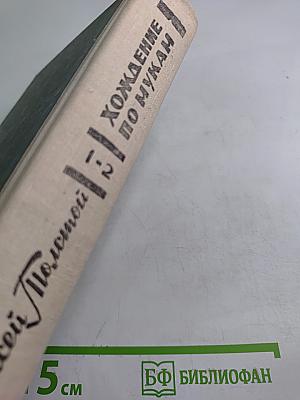 ксей Толстой
1-2
ХОЖДЕНИЕ
ПО МУКАМ
5 см
БФ БИБЛИОФАН